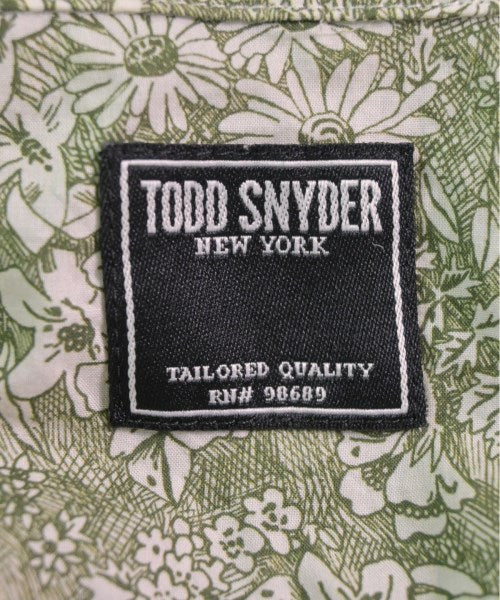 TODD SNYDER
NEW YORK
TAILORED QUALITY
RN# 98689